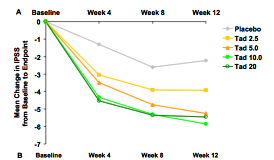 A Baseline Week 4 Week 8 Week 12
0
-1
-2
-3
-4
-5
-6
-7
Mean Change in IPSS
from Baseline to Endpoint
Placebo
Tad 2.5
Tad 5.0
Tad 10.0
Tad 20
B Baseline Week 4 Week 8 Week 12